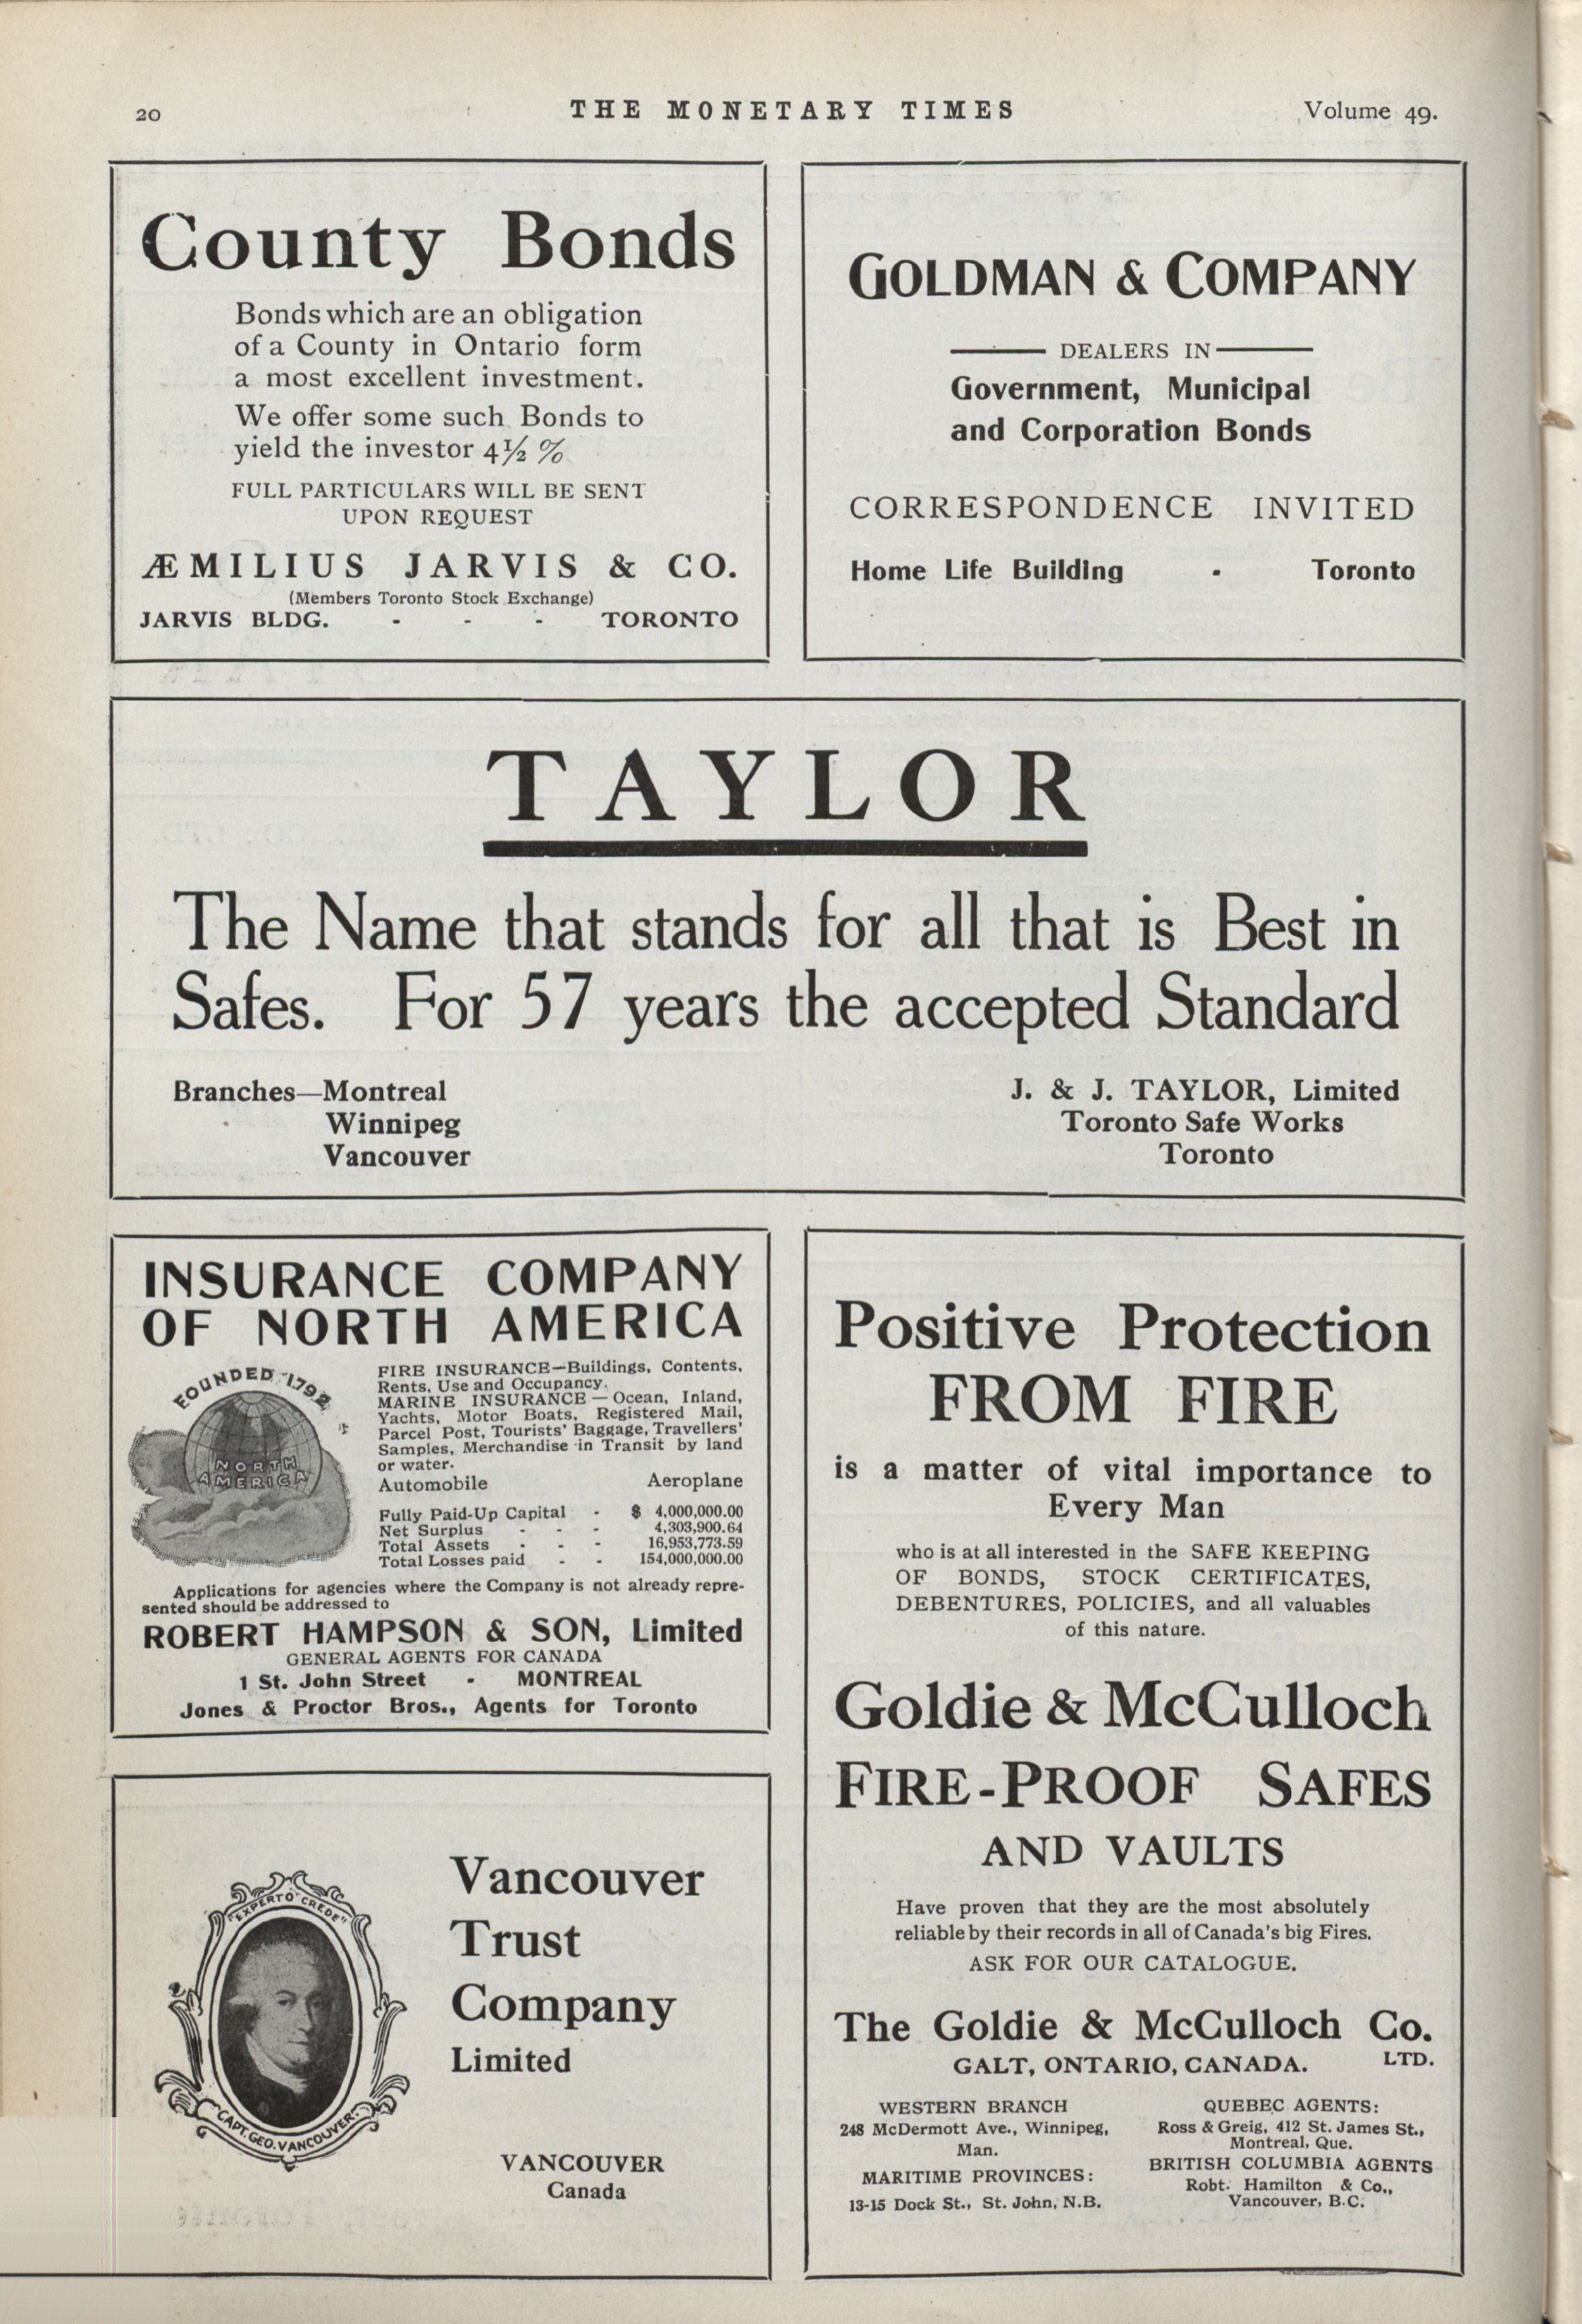 20
THE MONETARY TIMES
Volume 49.
County Bonds
Bonds which are an obligation
of a County in Ontario form
a most excellent investment.
We offer some such Bonds to
yield the investor 4½ %
FULL PARTICULARS WILL BE SENT
UPON REQUEST
ÆMILIUS JARVIS & CO.
(Members Toronto Stock Exchange)
JARVIS BLDG. - - - TORONTO
GOLDMAN & COMPANY
DEALERS IN
Government, Municipal
and Corporation Bonds
CORRESPONDENCE INVITED
Home Life Building - Toronto
TAYLOR
The Name that stands for all that is Best in
Safes. For 57 years the accepted Standard
Branches—Montreal
Winnipeg
Vancouver
J. & J. TAYLOR, Limited
Toronto Safe Works
Toronto
INSURANCE COMPANY
OF NORTH AMERICA
FOUNDED 1792
NORTH
AMERICA
FIRE INSURANCE—Buildings, Contents,
Rents, Use and Occupancy.
MARINE INSURANCE — Ocean, Inland,
Yachts, Motor Boats, Registered Mail,
Parcel Post, Tourists' Baggage, Travellers'
Samples, Merchandise in Transit by land
or water.
Automobile Aeroplane
Fully Paid-Up Capital - $ 4,000,000.00
Net Surplus - - - 4,303,900.64
Total Assets - - - 16,953,773.59
Total Losses paid - - 154,000,000.00
Applications for agencies where the Company is not already repre-
sented should be addressed to
ROBERT HAMPSON & SON, Limited
GENERAL AGENTS FOR CANADA
1 St. John Street - MONTREAL
Jones & Proctor Bros., Agents for Toronto
"EXPERTO CREDE"
CAPT. GEO. VANCOUVER.
Vancouver
Trust
Company
Limited
VANCOUVER
Canada
Positive Protection
FROM FIRE
is a matter of vital importance to
Every Man
who is at all interested in the SAFE KEEPING
OF BONDS, STOCK CERTIFICATES,
DEBENTURES, POLICIES, and all valuables
of this nature.
Goldie & McCulloch
FIRE-PROOF SAFES
AND VAULTS
Have proven that they are the most absolutely
reliable by their records in all of Canada's big Fires.
ASK FOR OUR CATALOGUE.
The Goldie & McCulloch Co.
GALT, ONTARIO, CANADA. LTD.
WESTERN BRANCH
248 McDermott Ave., Winnipeg,
Man.
MARITIME PROVINCES:
13-15 Dock St., St. John, N.B.
QUEBEC AGENTS:
Ross & Greig, 412 St. James St.,
Montreal, Que.
BRITISH COLUMBIA AGENTS
Robt. Hamilton & Co.,
Vancouver, B.C.